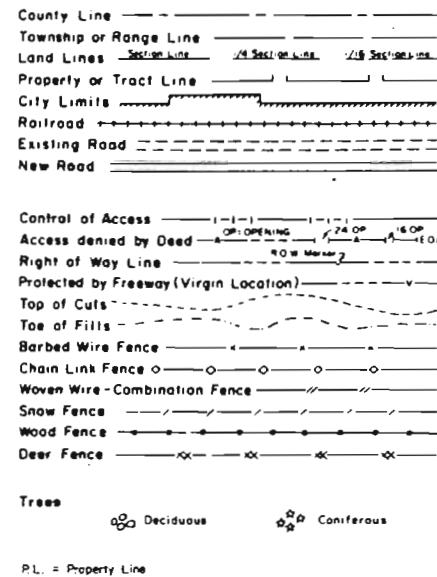 County Line
Township or Range Line
Land Lines Section Line 1/4 Section Line 1/16 Section Line
Property or Tract Line
City Limits
Railroad
Existing Road
New Road
Control of Access
Access denied by Deed OP=OPENING 24 OP 16 OP E.O.
Right of Way Line R O W Marker
Protected by Freeway (Virgin Location)
Top of Cuts
Toe of Fills
Barbed Wire Fence
Chain Link Fence
Woven Wire - Combination Fence
Snow Fence
Wood Fence
Deer Fence
Trees
Deciduous Coniferous
P.L. = Property Line